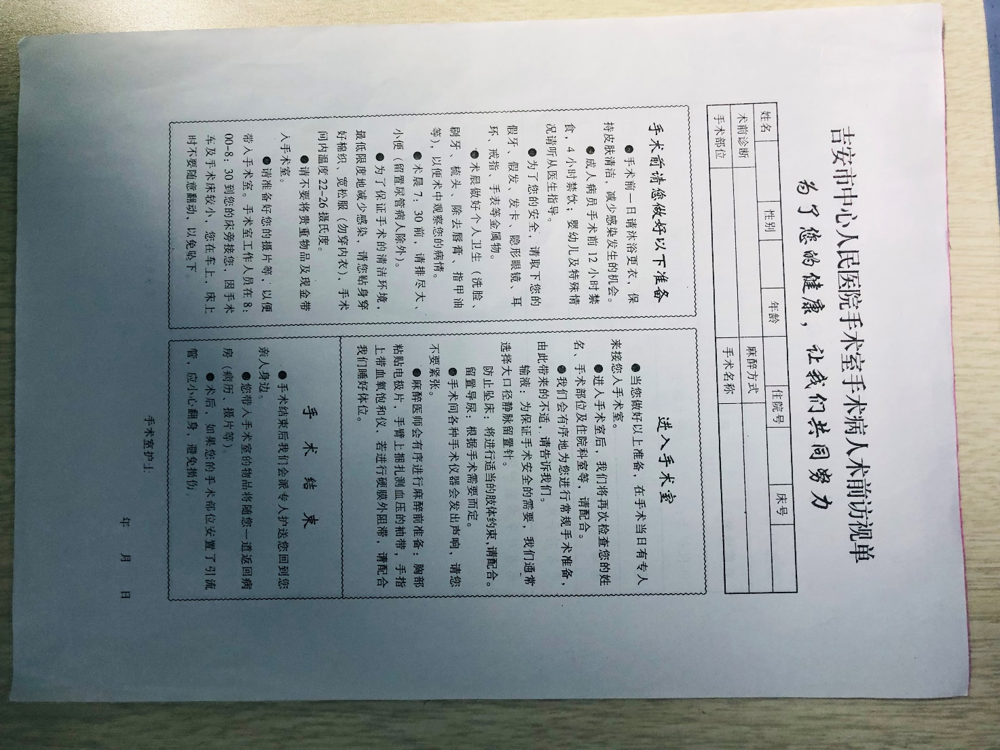 吉安市中心人民医院手术室手术病人术前访视单
为了您的健康，让我们共同努力
姓名 性别 年龄 住院号 床号
术前诊断 麻醉方式
手术部位 手术名称
手术前请您做好以下准备
●手术前一日请沐浴更衣，保
持皮肤清洁，减少感染发生的机会。
●成人病员手术前 12 小时禁
食，4 小时禁饮；婴幼儿及特殊情
况请听从医生指导。
●为了您的安全，请取下您的
假牙、假发、发卡、隐形眼镜、耳
环、戒指、手表等金属物。
●术晨做好个人卫生（洗脸、
刷牙、梳头、除去唇膏、指甲油
等），以便术中观察您的病情。
●术晨 7：30 前，请排尽大、
小便（留置尿管病人除外）。
●为了保证手术的清洁环境，
最低限度地减少感染，请您贴身穿
好棉织、宽松服（勿穿内衣），手术
间内温度 22-26 摄氏度。
●请不要将贵重物品及现金带
入手术室。
●请准备好您的摄片等，以便
带入手术室。手术室工作人员在 8：
00-8：30 到您的床旁接您，因手术
车及手术床较小，您在车上，床上
时不要随意翻动，以免坠下。
进入手术室
●当您做好以上准备，在手术当日有专人
来接您入手术室。
●进入手术室后，我们将再次检查您的姓
名、手术部位及住院科室等，请配合。
●我们会有序地为您进行常规手术准备，
由此带来的不适，请告诉我们。
输液：为保证手术安全的需要，我们通常
选择大口径静脉留置针。
防止坠床：将进行适当的肢体约束,请配合。
留置导尿：根据手术需要而定。
●手术间各种手术仪器会发出声响，请您
不要紧张。
●麻醉医师会有序进行麻醉前准备：胸部
粘贴电极片，手臂上捆扎测血压的袖带，手指
上带血氧饱和仪、若进行硬膜外阻滞，请配合
我们睡好体位。
手 术 结 束
●手术结束后我们会派专人护送您回到您
亲人身边。
●您带入手术室的物品将随您一道返回病
房（病历、摄片等）。
●术后，如果您的手术部位安置了引流
管，应小心翻身，避免损伤。
手术室护士：
年 月 日